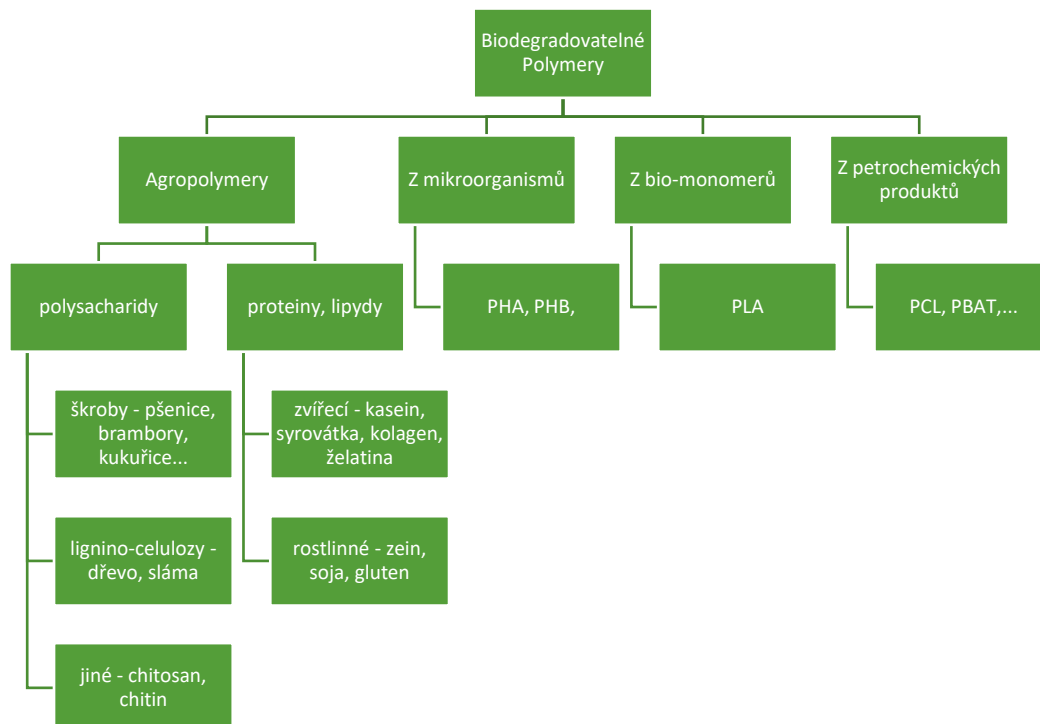 Biodegradovatelné
Polymery
Agropolymery
Z mikroorganismů
Z bio-monomerů
Z petrochemických
produktů
polysacharidy
proteiny, lipydy
PHA, PHB,
PLA
PCL, PBAT,...
škroby - pšenice,
brambory,
kukuřice...
zvířecí - kasein,
syrovátka, kolagen,
želatina
lignino-celulozy -
dřevo, sláma
rostlinné - zein,
soja, gluten
jiné - chitosan,
chitin